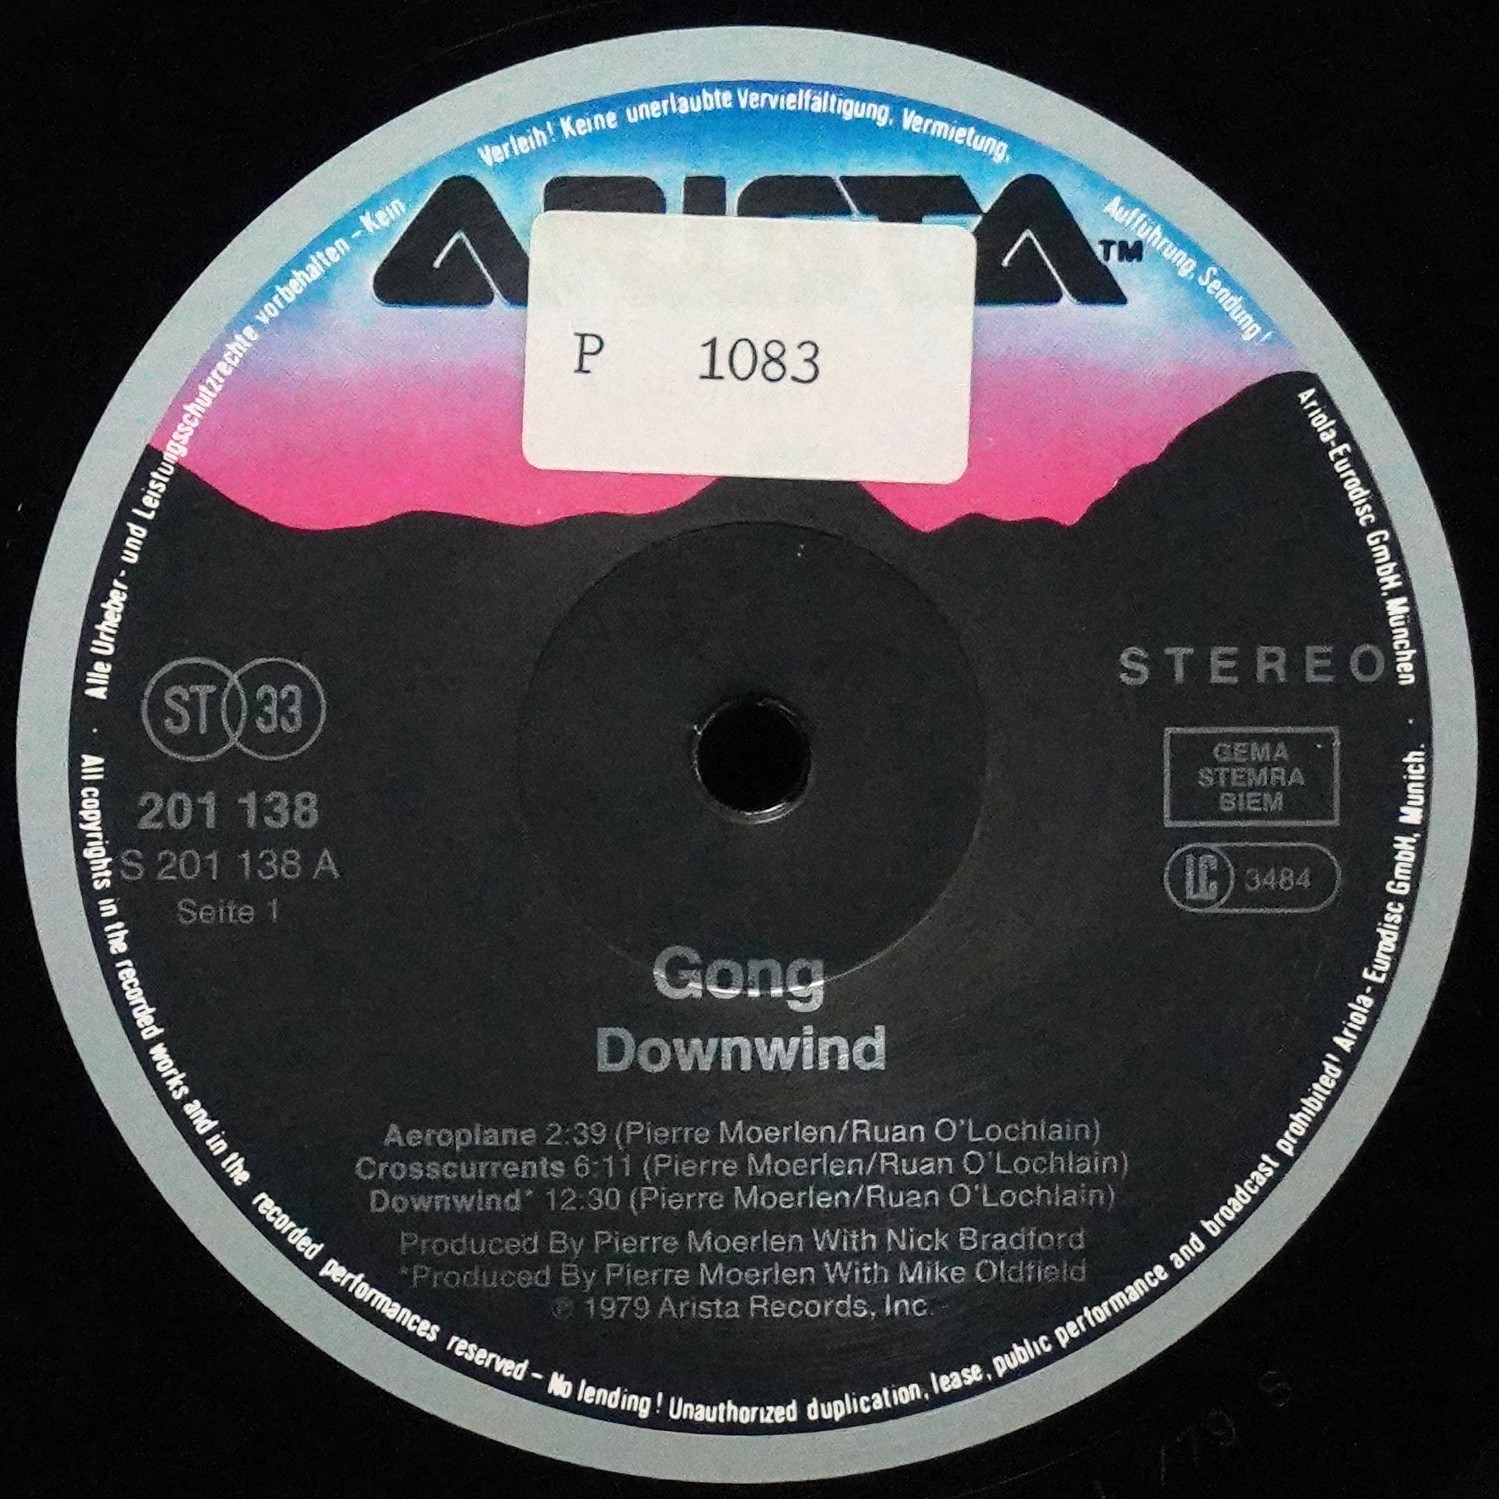 Alle Urheber- und Leistungsschutzrechte vorbehalten - Kein Verleih! Keine unerlaubte Vervielfältigung, Vermietung, Aufführung, Sendung!
ARISTA™
P 1083
Ariola-Eurodisc GmbH, München
ST 33
STEREO
201 138
S 201 138 A
Seite 1
GEMA
STEMRA
BIEM
LC 3484
Gong
Downwind
Aeroplane 2:39 (Pierre Moerlen/Ruan O'Lochlain)
Crosscurrents 6:11 (Pierre Moerlen/Ruan O'Lochlain)
Downwind* 12:30 (Pierre Moerlen/Ruan O'Lochlain)
Produced By Pierre Moerlen With Nick Bradford
*Produced By Pierre Moerlen With Mike Oldfield
℗ 1979 Arista Records, Inc.
All copyrights in the recorded works and in the recorded performances reserved - No lending! Unauthorized duplication, lease, public performance and broadcast prohibited! Ariola-Eurodisc GmbH, Munich.